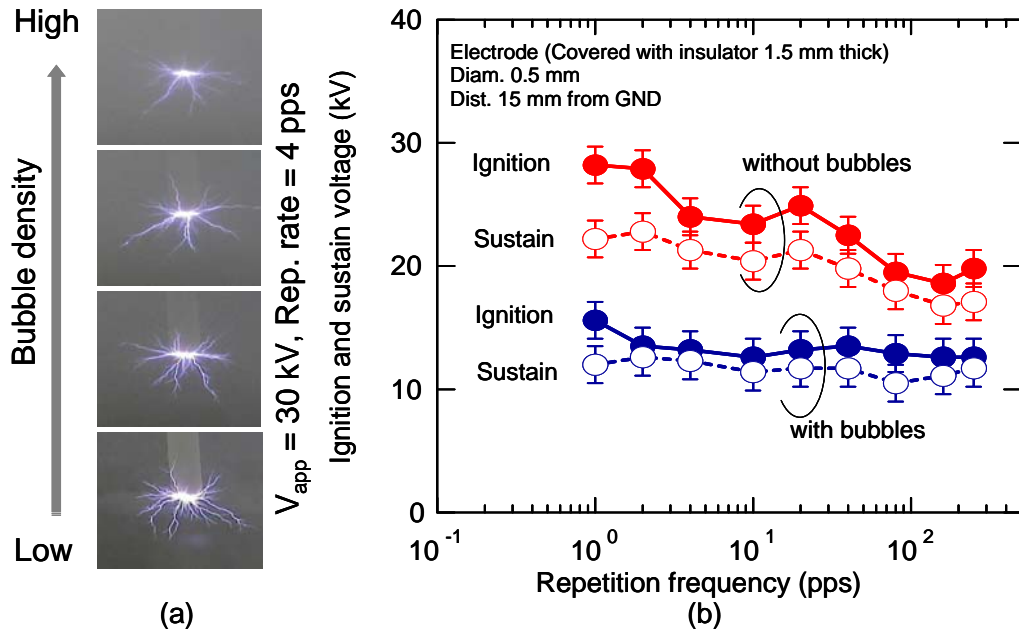 High
Bubble density
Low
V_app = 30 kV, Rep. rate = 4 pps
(a)
Ignition and sustain voltage (kV)
40
30
20
10
0
Electrode (Covered with insulator 1.5 mm thick)
Diam. 0.5 mm
Dist. 15 mm from GND
Ignition
without bubbles
Sustain
Ignition
Sustain
with bubbles
10^-1 10^0 10^1 10^2
Repetition frequency (pps)
(b)